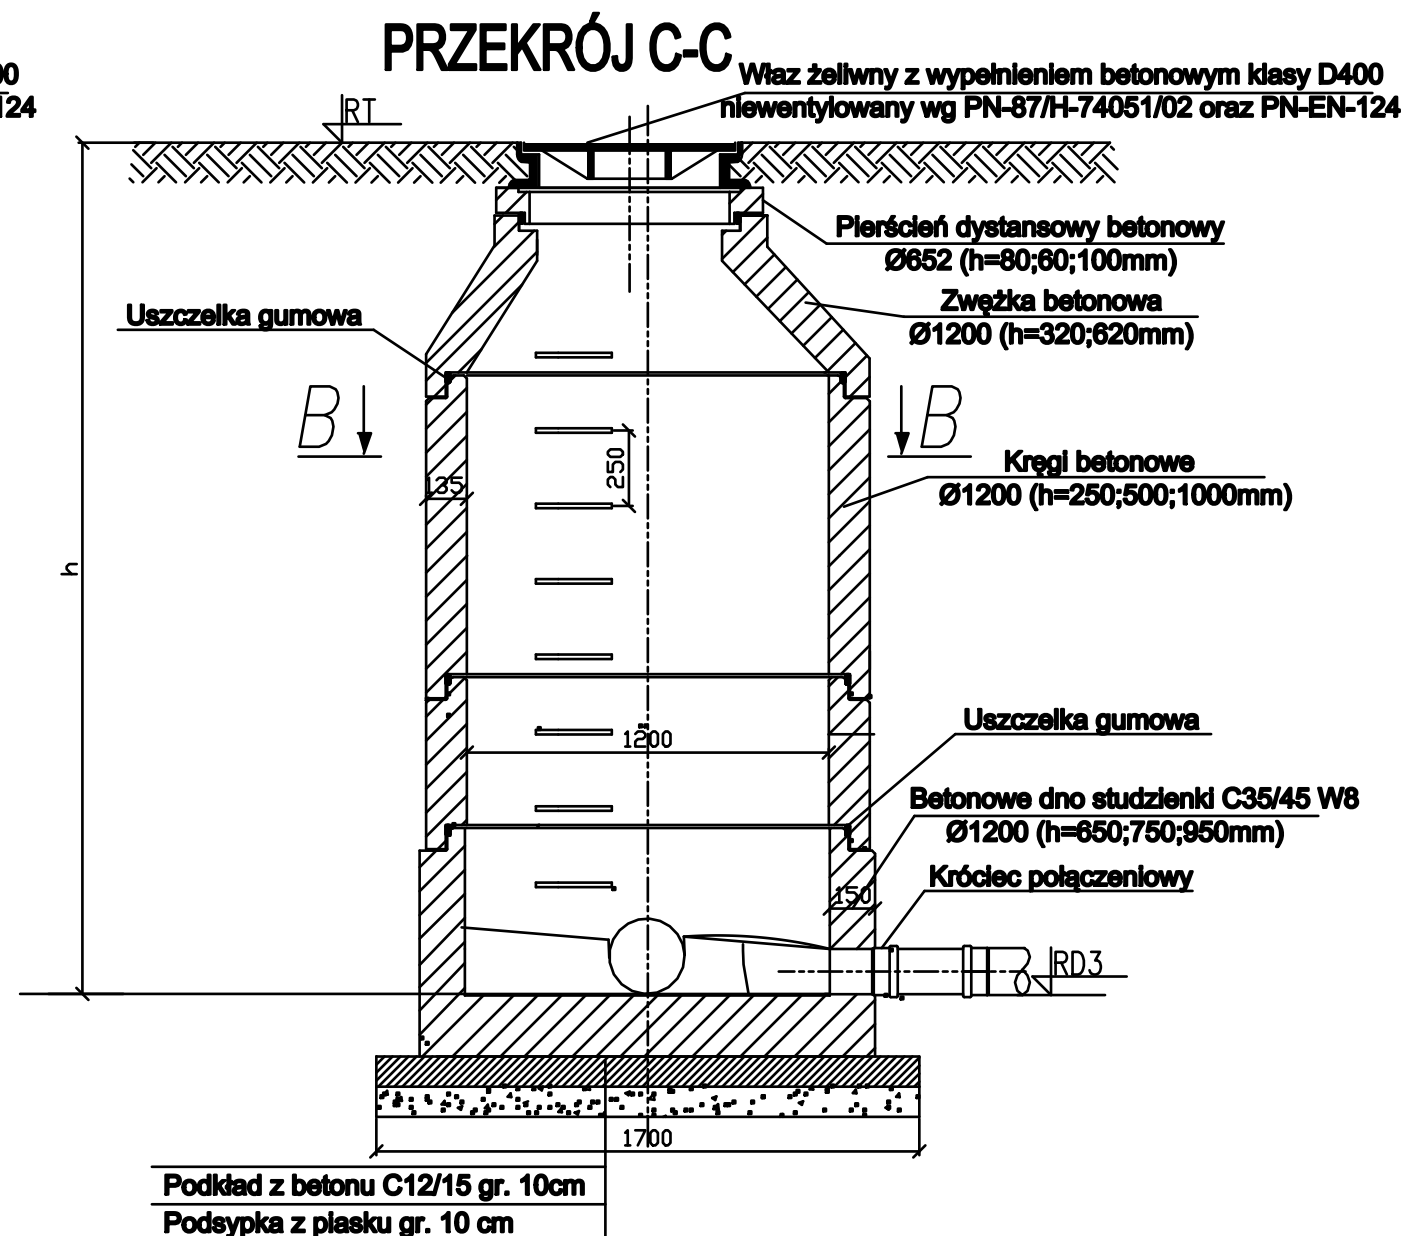 PRZEKRÓJ C-C
Właz żeliwny z wypełnieniem betonowym klasy D400
niewentylowany wg PN-87/H-74051/02 oraz PN-EN-124
124
RT
Pierścień dystansowy betonowy
Ø652 (h=80;60;100mm)
Zwężka betonowa
Ø1200 (h=320;620mm)
Uszczelka gumowa
B
B
Kręgi betonowe
Ø1200 (h=250;500;1000mm)
250
135
h
Uszczelka gumowa
1200
Betonowe dno studzienki C35/45 W8
Ø1200 (h=650;750;950mm)
Króciec połączeniowy
150
RD3
1700
Podkład z betonu C12/15 gr. 10cm
Podsypka z piasku gr. 10 cm